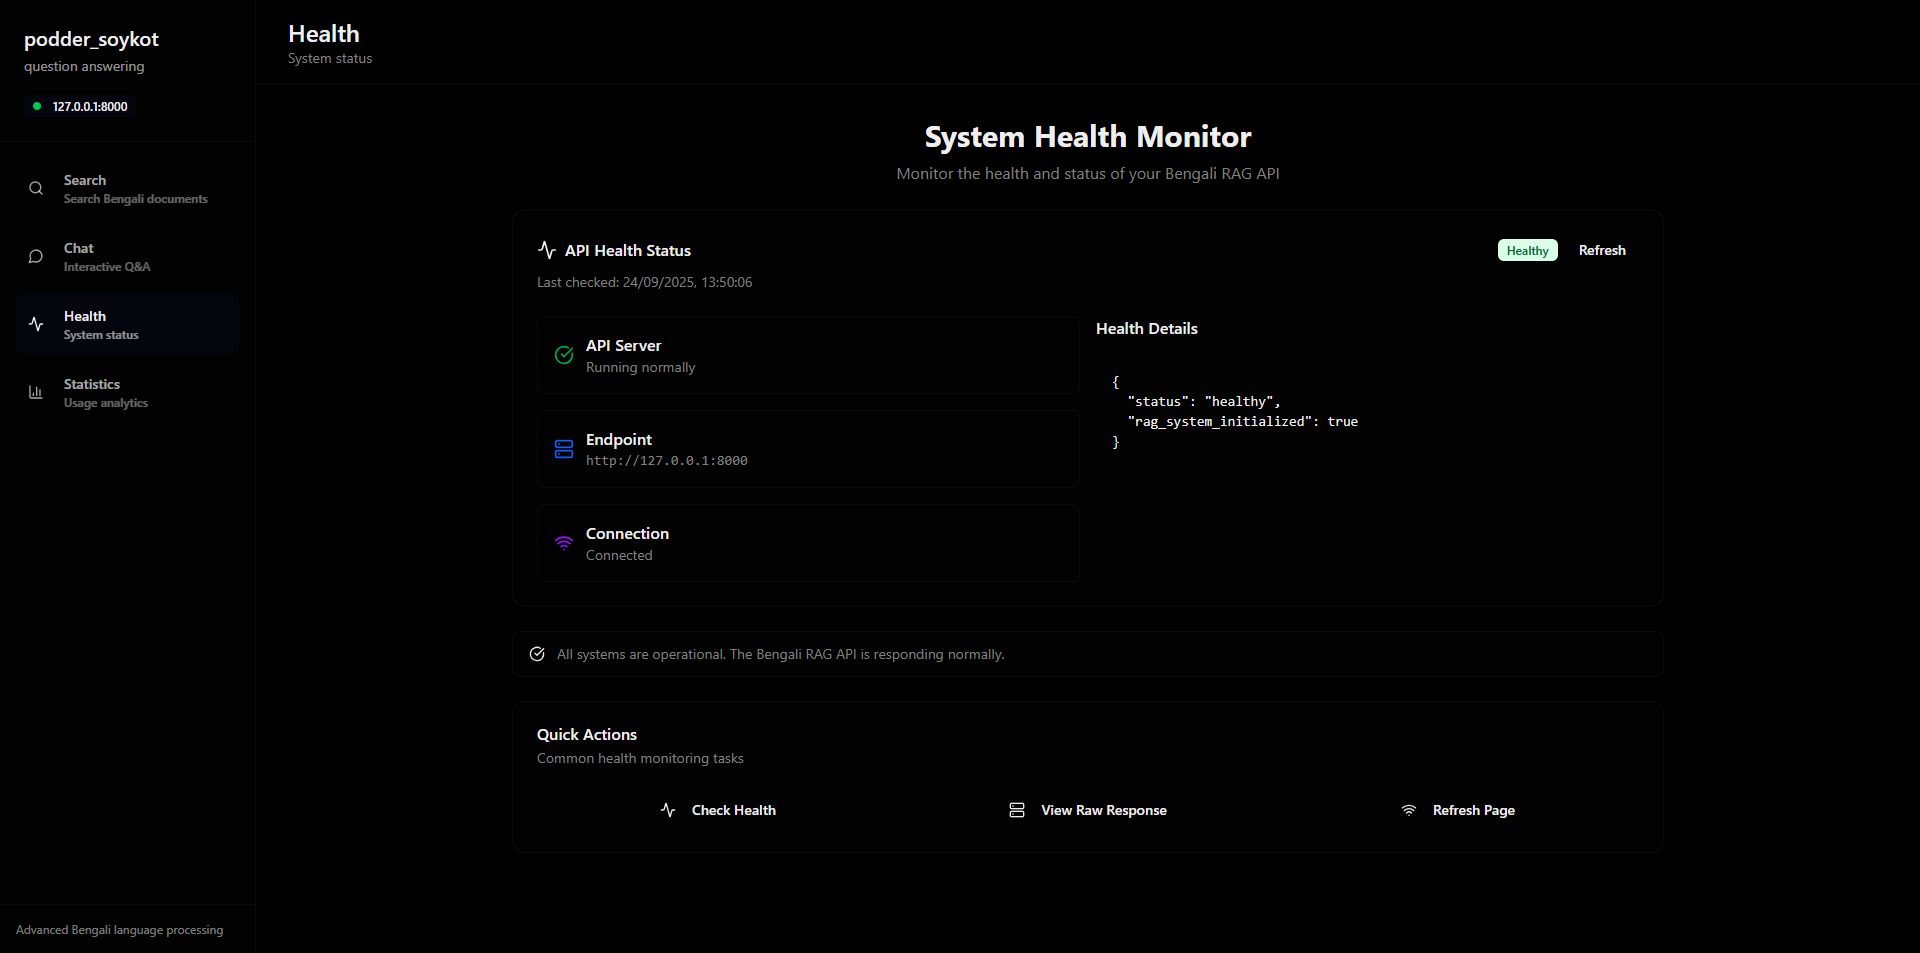 podder_soykot
question answering
127.0.0.1:8000
Search
Search Bengali documents
Chat
Interactive Q&A
Health
System status
Statistics
Usage analytics
Advanced Bengali language processing
Health
System status
System Health Monitor
Monitor the health and status of your Bengali RAG API
API Health Status
Healthy
Refresh
Last checked: 24/09/2025, 13:50:06
API Server
Running normally
Endpoint
http://127.0.0.1:8000
Connection
Connected
Health Details
{
"status": "healthy",
"rag_system_initialized": true
}
All systems are operational. The Bengali RAG API is responding normally.
Quick Actions
Common health monitoring tasks
Check Health
View Raw Response
Refresh Page